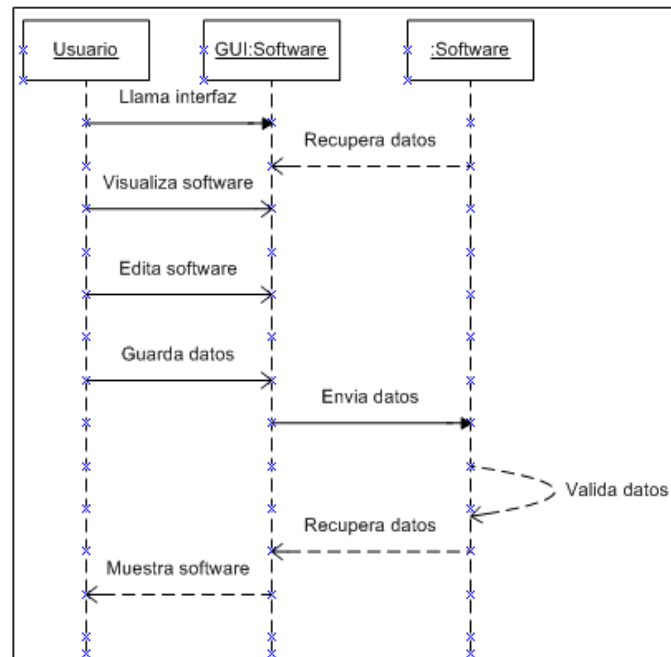 Usuario
GUI:Software
:Software
Llama interfaz
Recupera datos
Visualiza software
Edita software
Guarda datos
Envia datos
Valida datos
Recupera datos
Muestra software